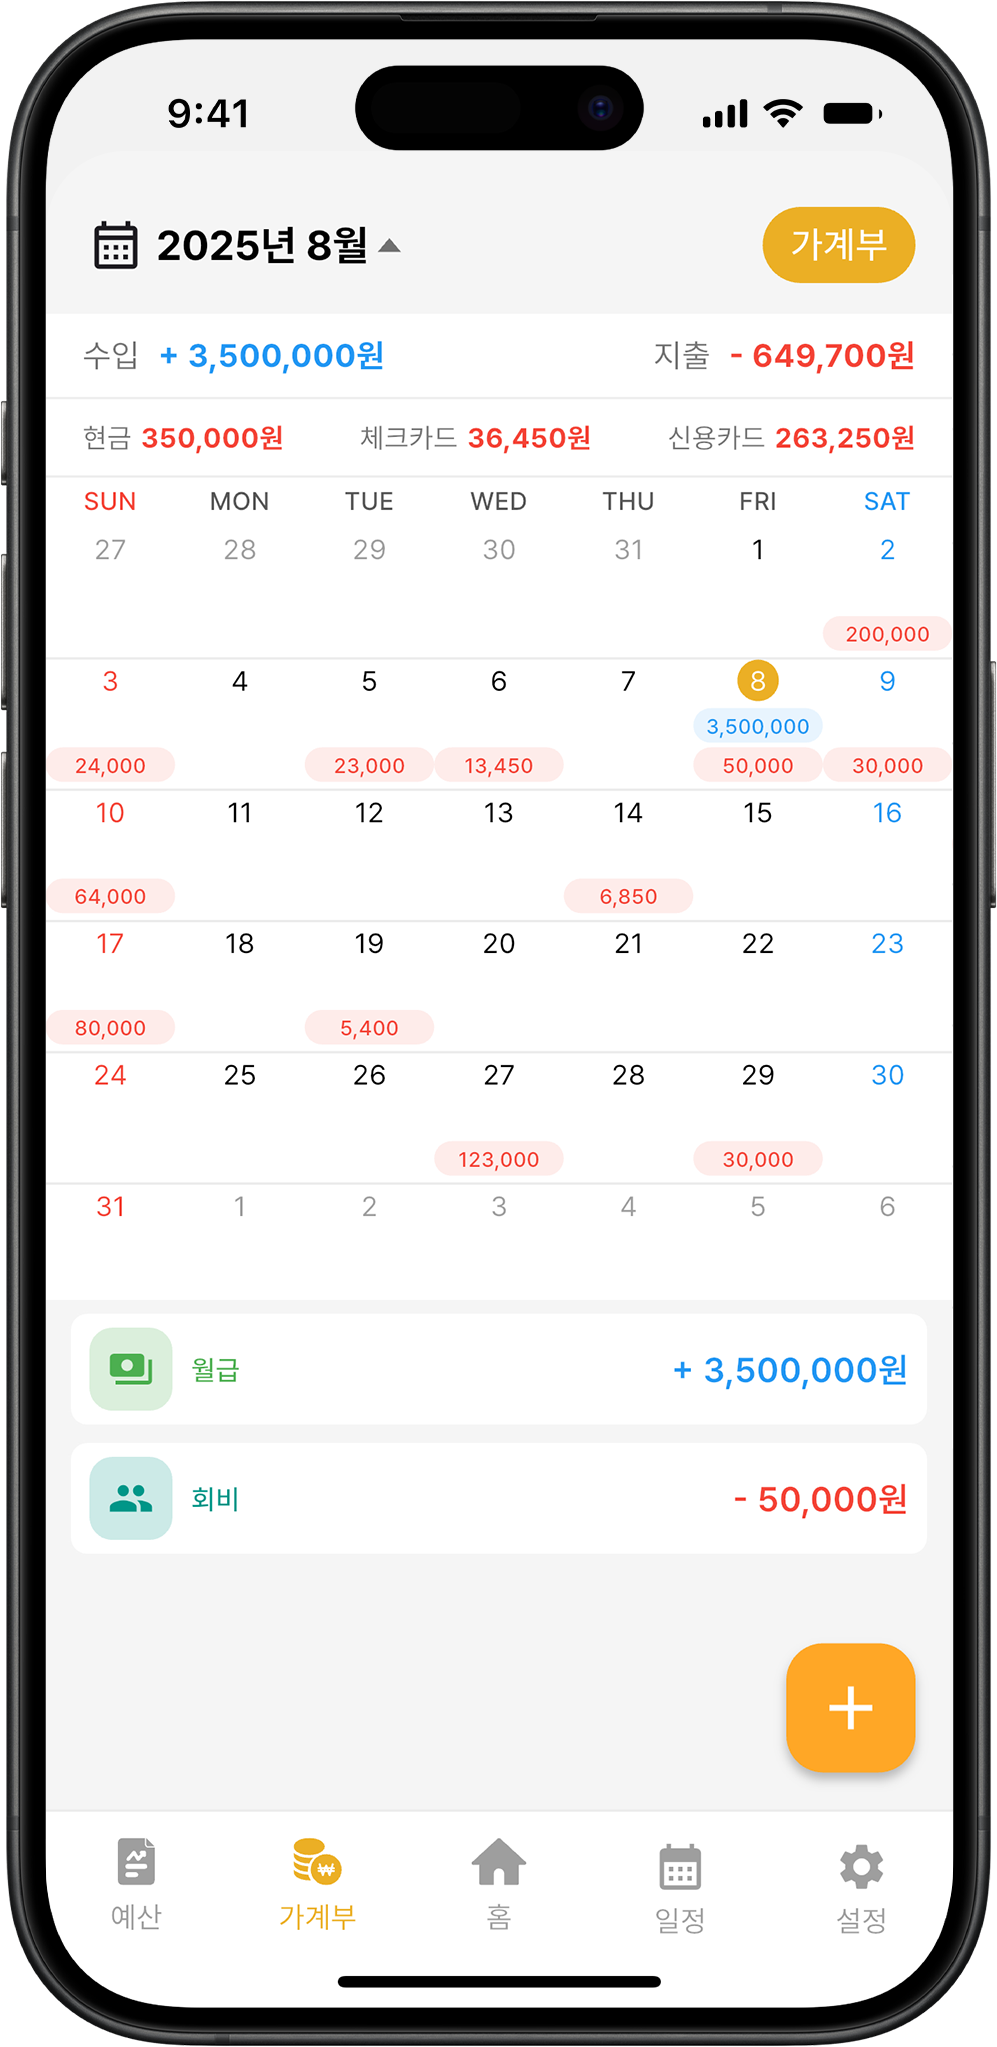 9:41
2025년 8월
가계부
수입 + 3,500,000원 지출 - 649,700원
현금 350,000원 체크카드 36,450원 신용카드 263,250원
SUN MON TUE WED THU FRI SAT
27 28 29 30 31 1 2
200,000
3 4 5 6 7 8 9
3,500,000
24,000 23,000 13,450 50,000 30,000
10 11 12 13 14 15 16
64,000 6,850
17 18 19 20 21 22 23
80,000 5,400
24 25 26 27 28 29 30
123,000 30,000
31 1 2 3 4 5 6
월급 + 3,500,000원
회비 - 50,000원
+
예산 가계부 홈 일정 설정